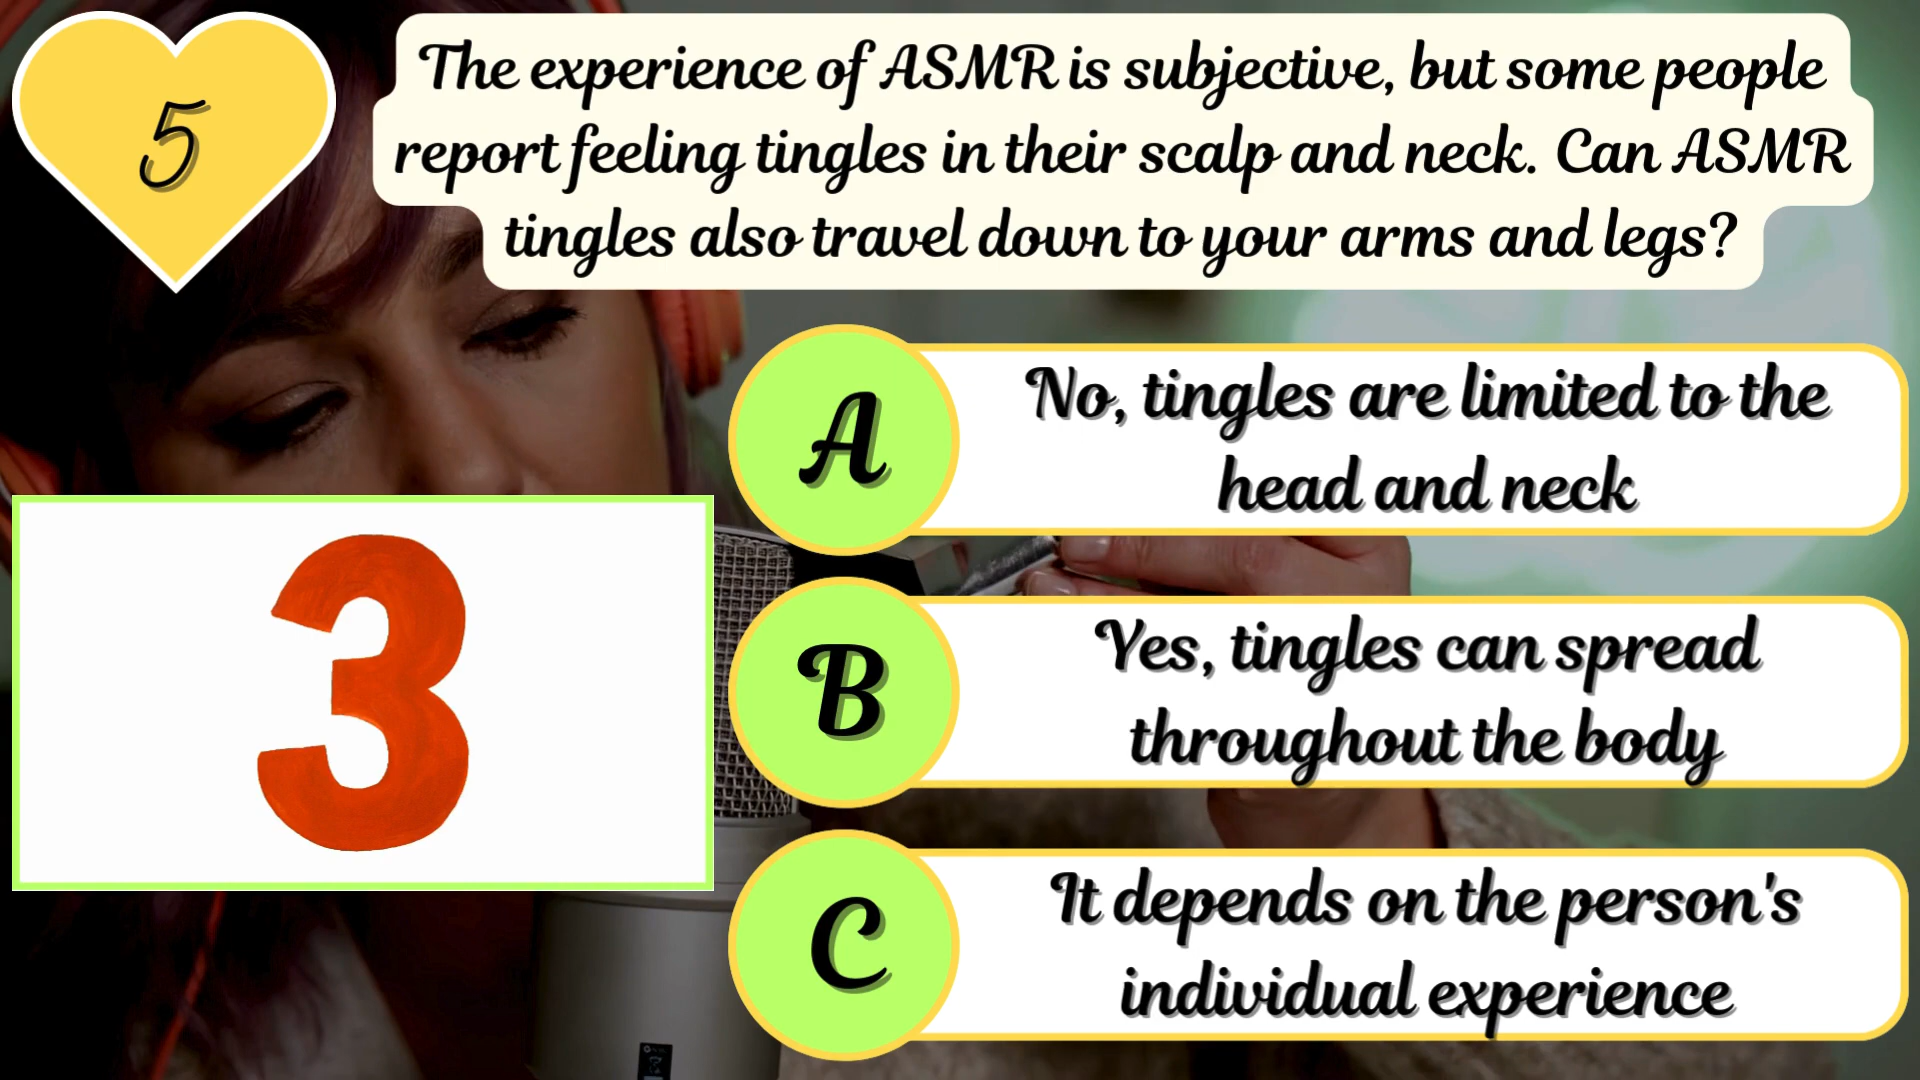 5
The experience of ASMR is subjective, but some people
report feeling tingles in their scalp and neck. Can ASMR
tingles also travel down to your arms and legs?
3
A
No, tingles are limited to the
head and neck
B
Yes, tingles can spread
throughout the body
C
It depends on the person's
individual experience